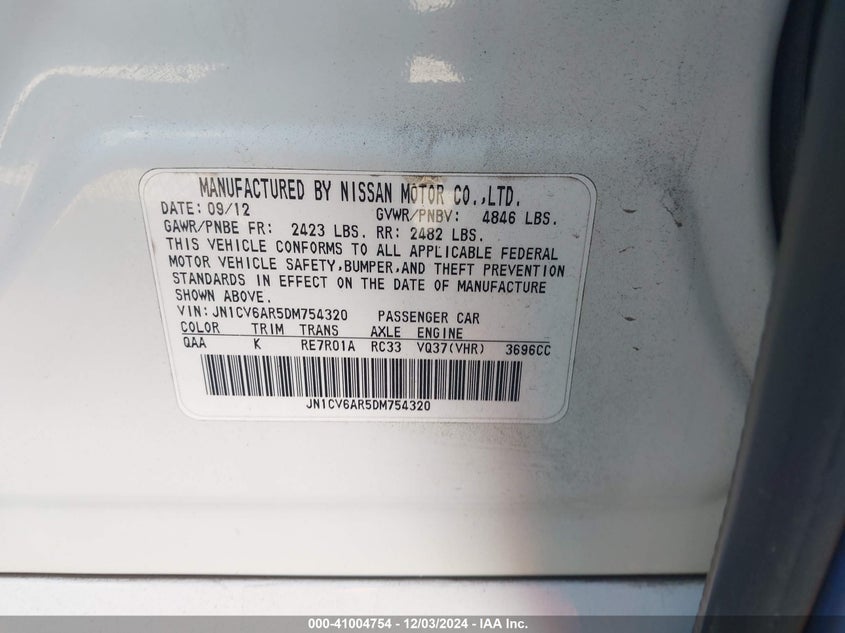 MANUFACTURED BY NISSAN MOTOR CO.,LTD.
DATE: 09/12 GVWR/PNBV: 4846 LBS.
GAWR/PNBE FR: 2423 LBS. RR: 2482 LBS.
THIS VEHICLE CONFORMS TO ALL APPLICABLE FEDERAL
MOTOR VEHICLE SAFETY,BUMPER,AND THEFT PREVENTION
STANDARDS IN EFFECT ON THE DATE OF MANUFACTURE
SHOWN ABOVE.
VIN: JN1CV6AR5DM754320 PASSENGER CAR
COLOR TRIM TRANS AXLE ENGINE
QAA K RE7R01A RC33 VQ37(VHR) 3696CC
JN1CV6AR5DM754320
000-41004754 - 12/03/2024 - IAA Inc.